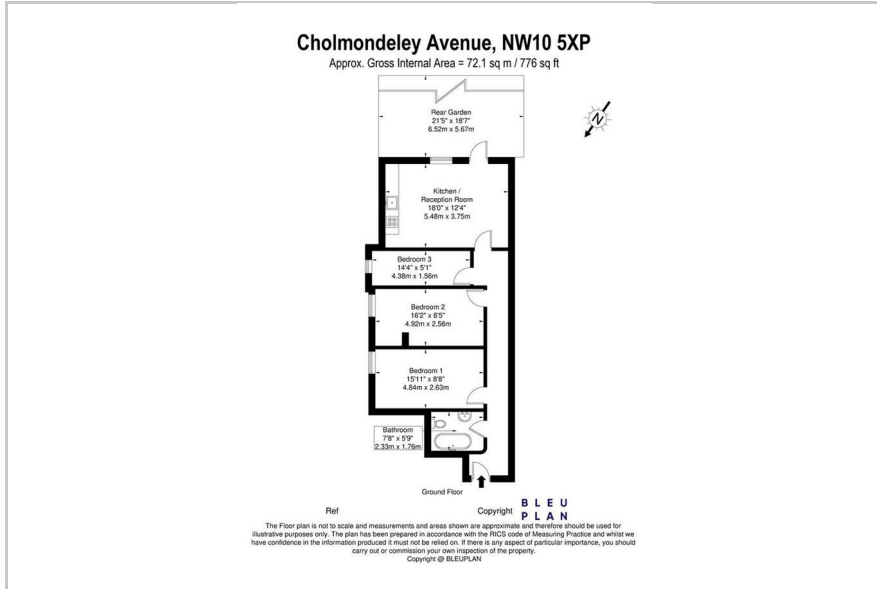 Cholmondeley Avenue, NW10 5XP
Approx. Gross Internal Area = 72.1 sq m / 776 sq ft
Rear Garden
21'5" x 18'7"
6.52m x 5.67m
N
Kitchen /
Reception Room
18'0" x 12'4"
5.48m x 3.75m
Bedroom 3
14'4" x 5'1"
4.38m x 1.56m
Bedroom 2
16'2" x 8'5"
4.92m x 2.56m
Bedroom 1
15'11" x 8'8"
4.84m x 2.63m
Bathroom
7'8" x 5'9"
2.33m x 1.76m
Ground Floor
Ref
Copyright
BLEU
PLAN
The Floor plan is not to scale and measurements and areas shown are approximate and therefore should be used for
illustrative purposes only. The plan has been prepared in accordance with the RICS code of Measuring Practice and whilst we
have confidence in the information produced it must not be relied on. If there is any aspect of particular importance, you should
carry out or commission your own inspection of the property.
Copyright @ BLEUPLAN